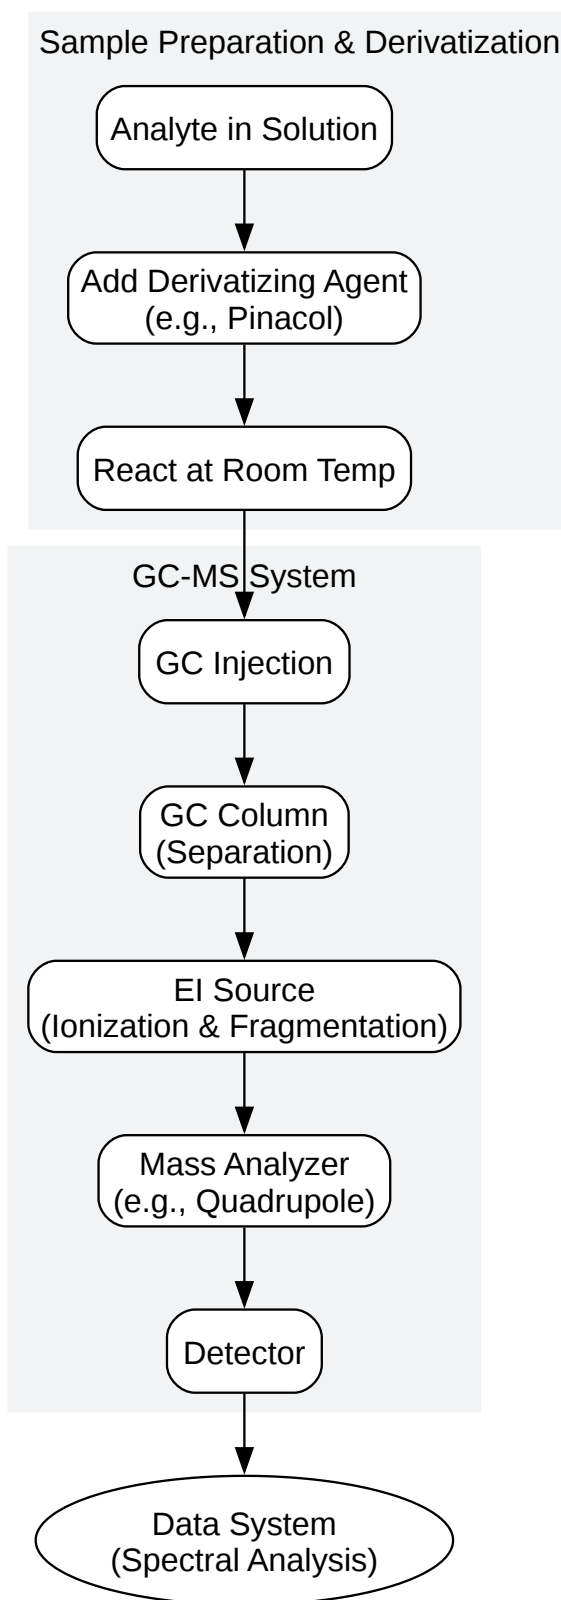 Sample Preparation & Derivatization
Analyte in Solution
Add Derivatizing Agent
(e.g., Pinacol)
React at Room Temp
GC-MS System
GC Injection
GC Column
(Separation)
EI Source
(Ionization & Fragmentation)
Mass Analyzer
(e.g., Quadrupole)
Detector
Data System
(Spectral Analysis)